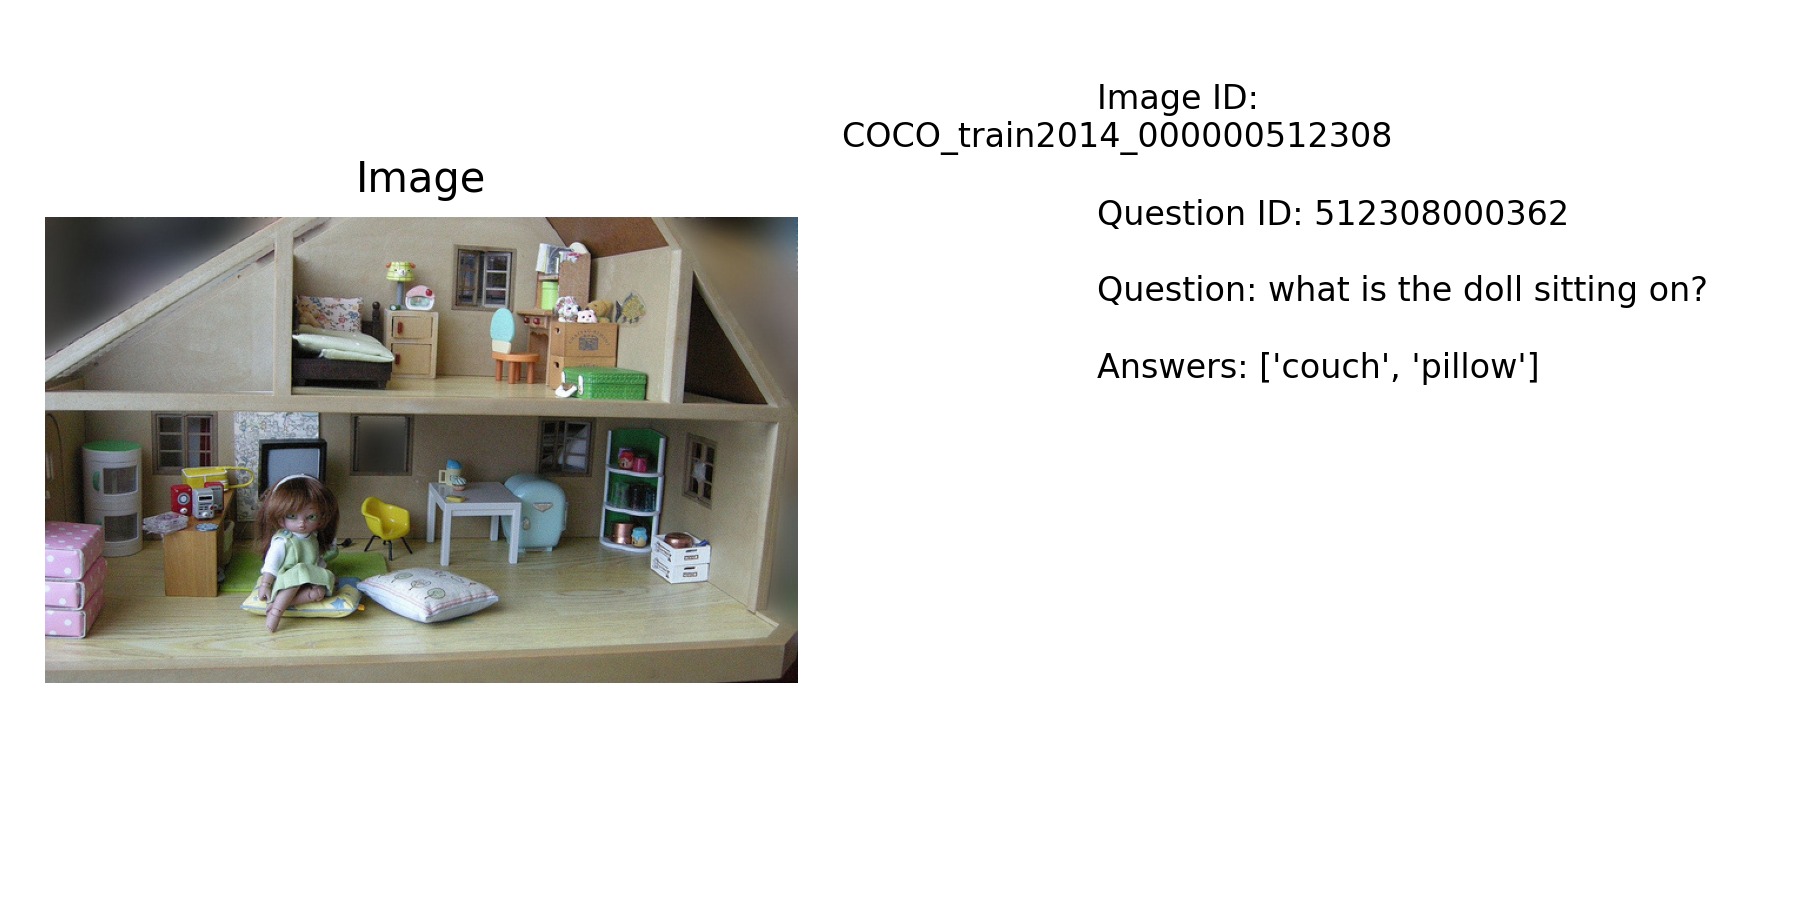 Image
Image ID:
COCO_train2014_000000512308
Question ID: 512308000362
Question: what is the doll sitting on?
Answers: ['couch', 'pillow']